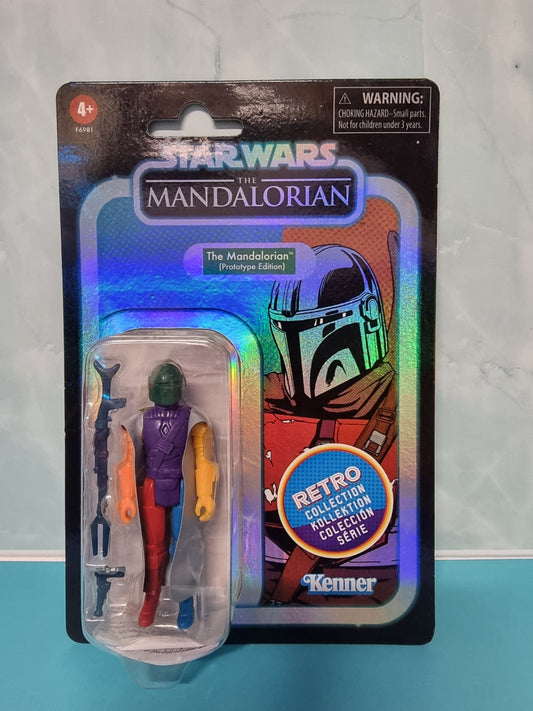 4+
F6981
WARNING:
CHOKING HAZARD–Small parts.
Not for children under 3 years.
STAR WARS
THE
MANDALORIAN
The Mandalorian™
(Prototype Edition)
RETRO
COLLECTION
KOLLEKTION
COLECCIÓN
SÉRIE
Kenner